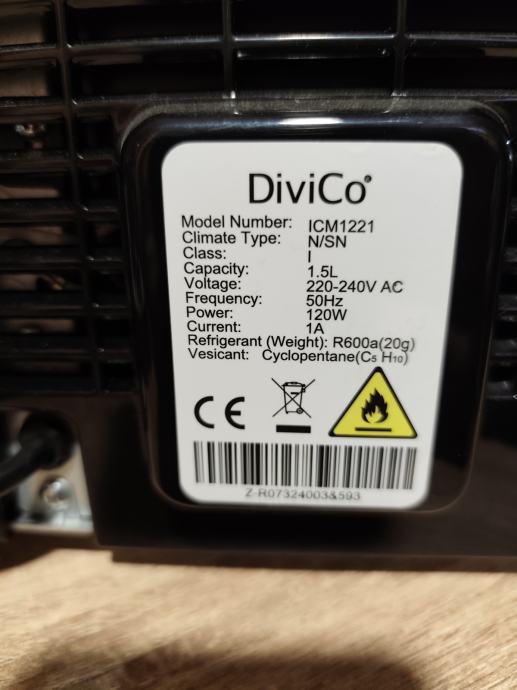 DiviCo
Model Number: ICM1221
Climate Type: N/SN
Class: I
Capacity: 1.5L
Voltage: 220-240V AC
Frequency: 50Hz
Power: 120W
Current: 1A
Refrigerant (Weight): R600a(20g)
Vesicant: Cyclopentane(C₅ H₁₀)
CE
Z-R07324003&593